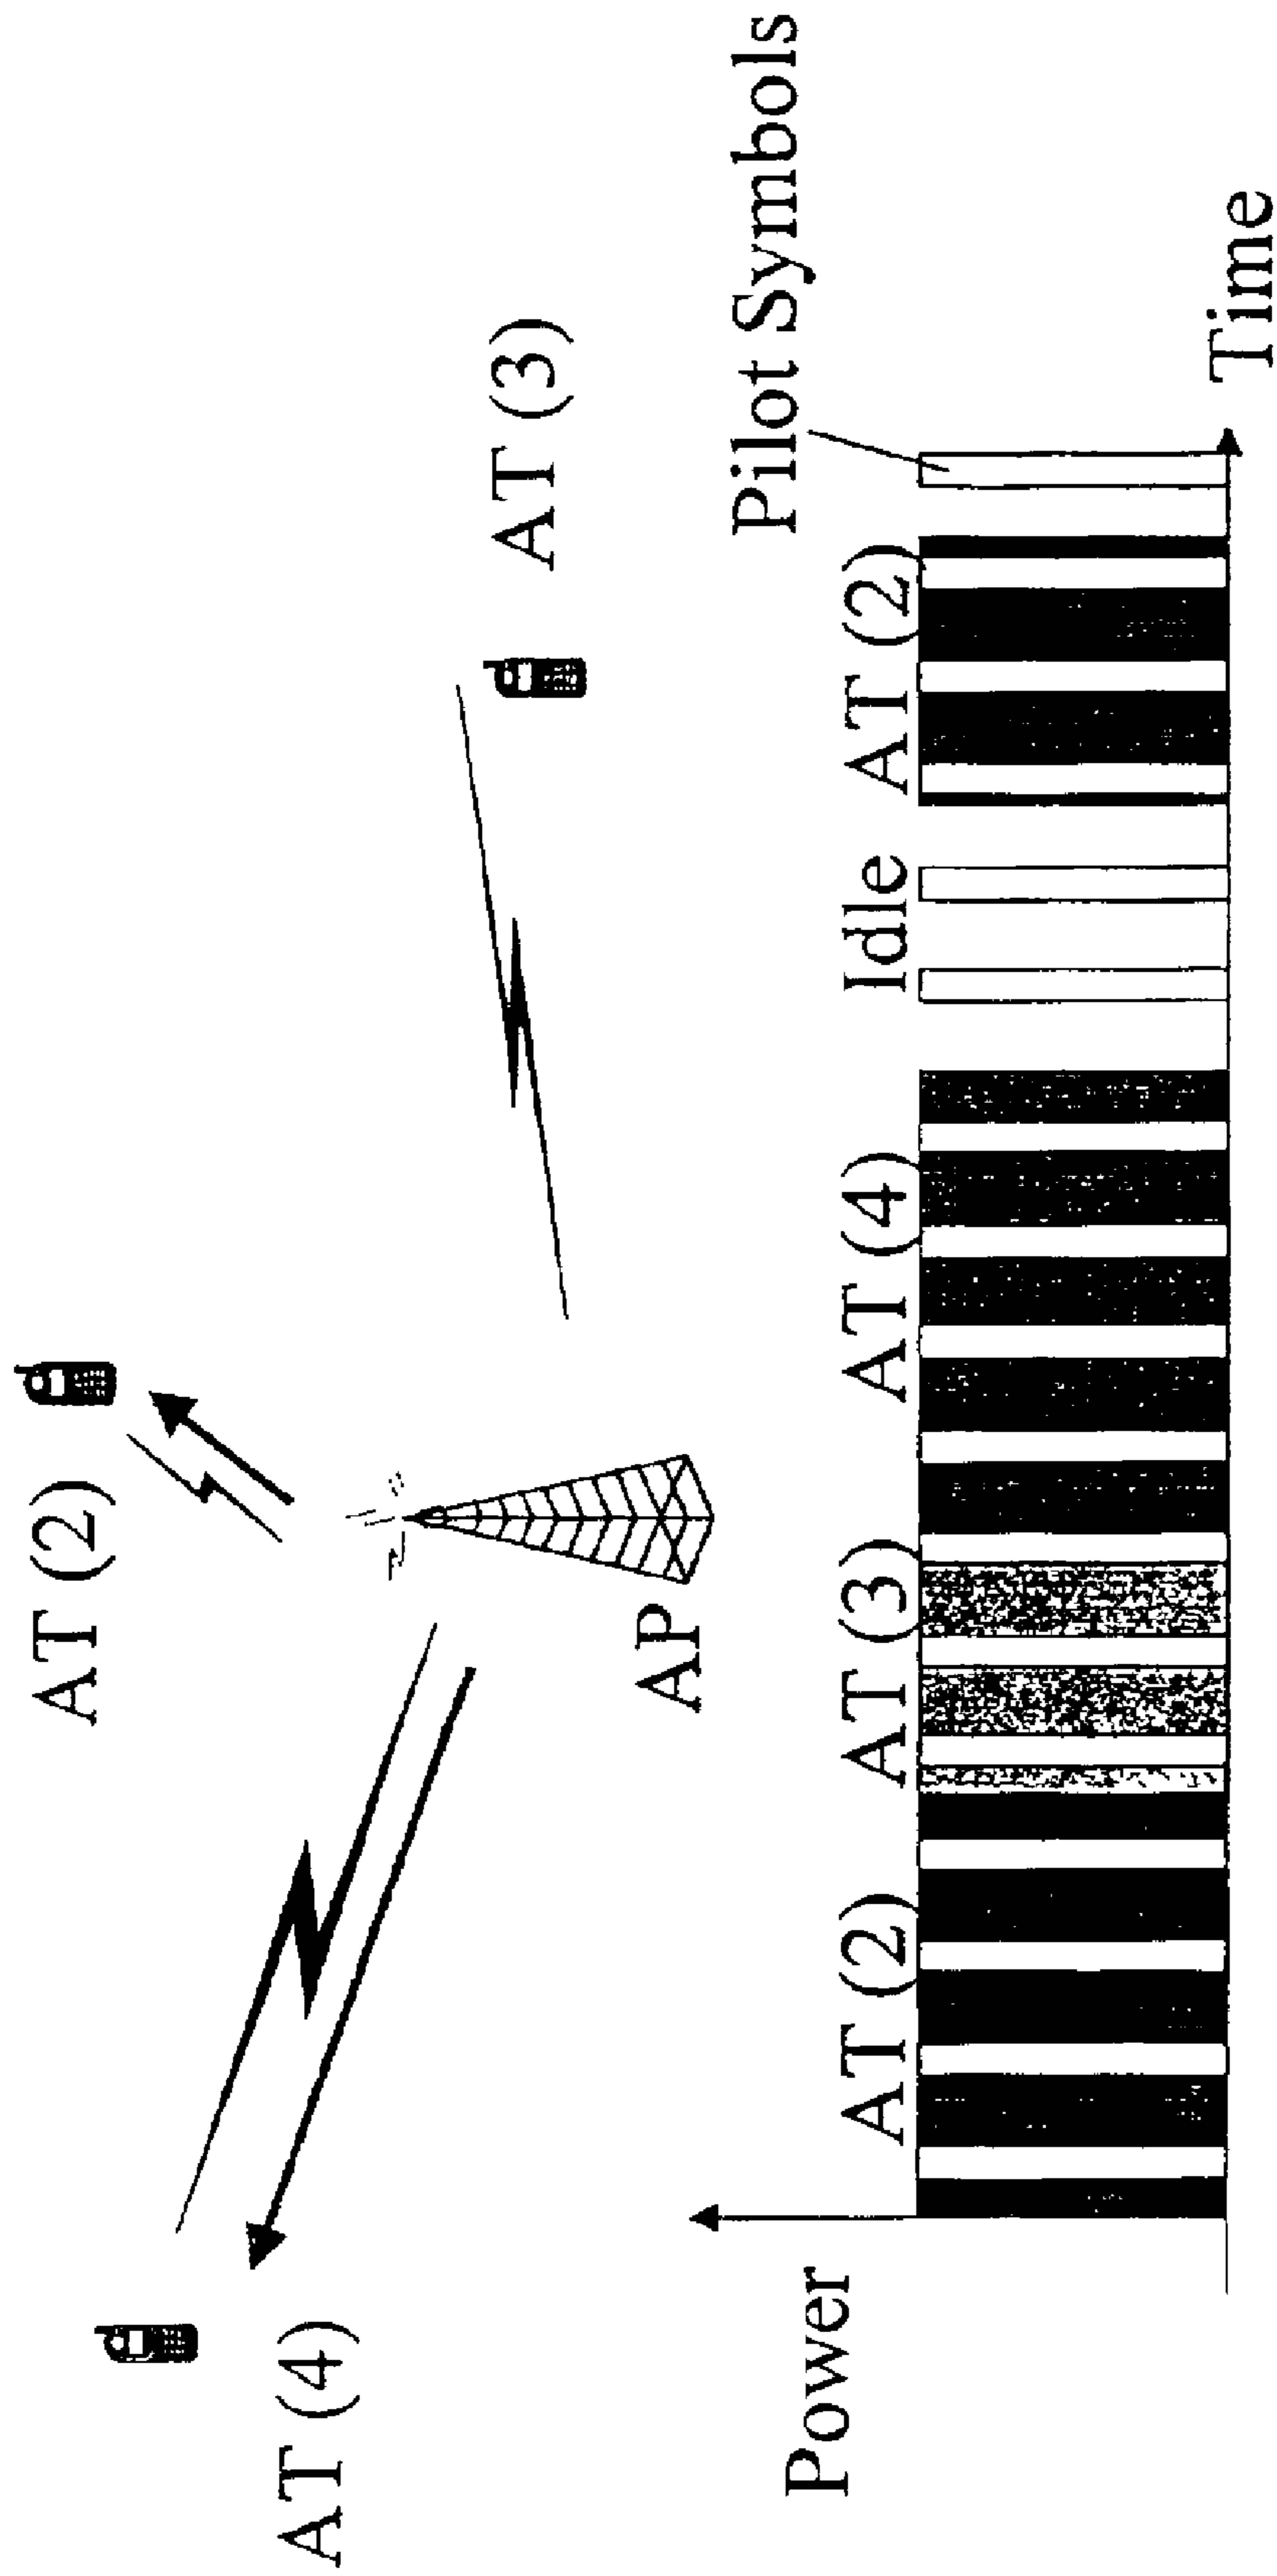 AT (2)
AT (4)
AT (3)
AP
Power
Pilot Symbols
AT (2)
AT (3)
AT (4)
Idle
AT (2)
Time